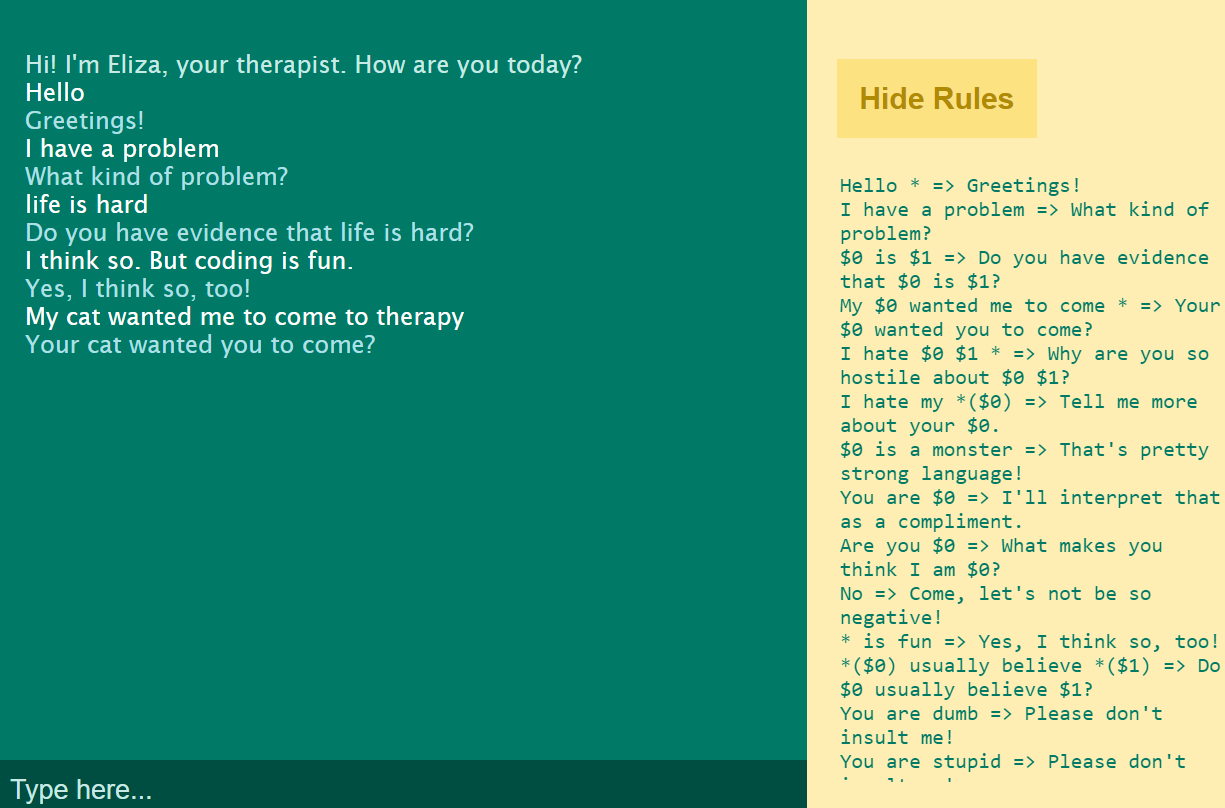 Hi! I'm Eliza, your therapist. How are you today?
Hello
Greetings!
I have a problem
What kind of problem?
life is hard
Do you have evidence that life is hard?
I think so. But coding is fun.
Yes, I think so, too!
My cat wanted me to come to therapy
Your cat wanted you to come?
Type here...
Hide Rules
Hello * => Greetings!
I have a problem => What kind of
problem?
$0 is $1 => Do you have evidence
that $0 is $1?
My $0 wanted me to come * => Your
$0 wanted you to come?
I hate $0 $1 * => Why are you so
hostile about $0 $1?
I hate my *($0) => Tell me more
about your $0.
$0 is a monster => That's pretty
strong language!
You are $0 => I'll interpret that
as a compliment.
Are you $0 => What makes you
think I am $0?
No => Come, let's not be so
negative!
* is fun => Yes, I think so, too!
*($0) usually believe *($1) => Do
$0 usually believe $1?
You are dumb => Please don't
insult me!
You are stupid => Please don't